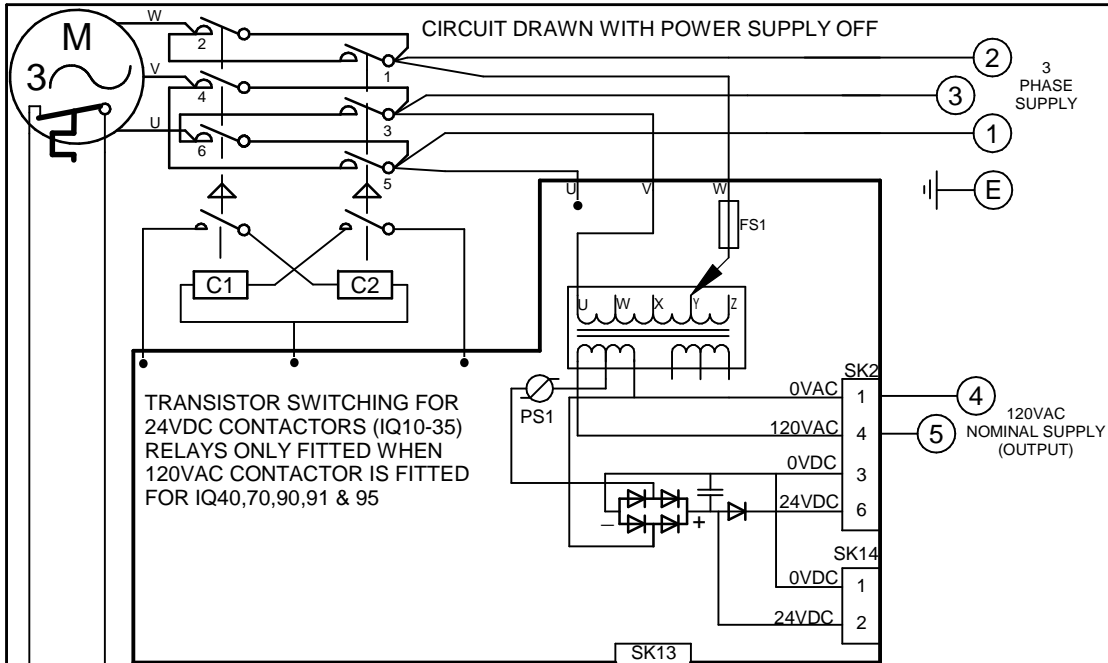 CIRCUIT DRAWN WITH POWER SUPPLY OFF
W
M
3
2
1
2
3
PHASE
SUPPLY
V
4
3
3
U
6
5
1
U
V
W
E
FS1
C1
C2
U
W
X
Y
Z
TRANSISTOR SWITCHING FOR
24VDC CONTACTORS (IQ10-35)
RELAYS ONLY FITTED WHEN
120VAC CONTACTOR IS FITTED
FOR IQ40,70,90,91 & 95
PS1
SK2
0VAC
1
4
120VAC
4
5
120VAC
NOMINAL SUPPLY
(OUTPUT)
0VDC
3
24VDC
6
–
+
SK14
0VDC
1
24VDC
2
SK13